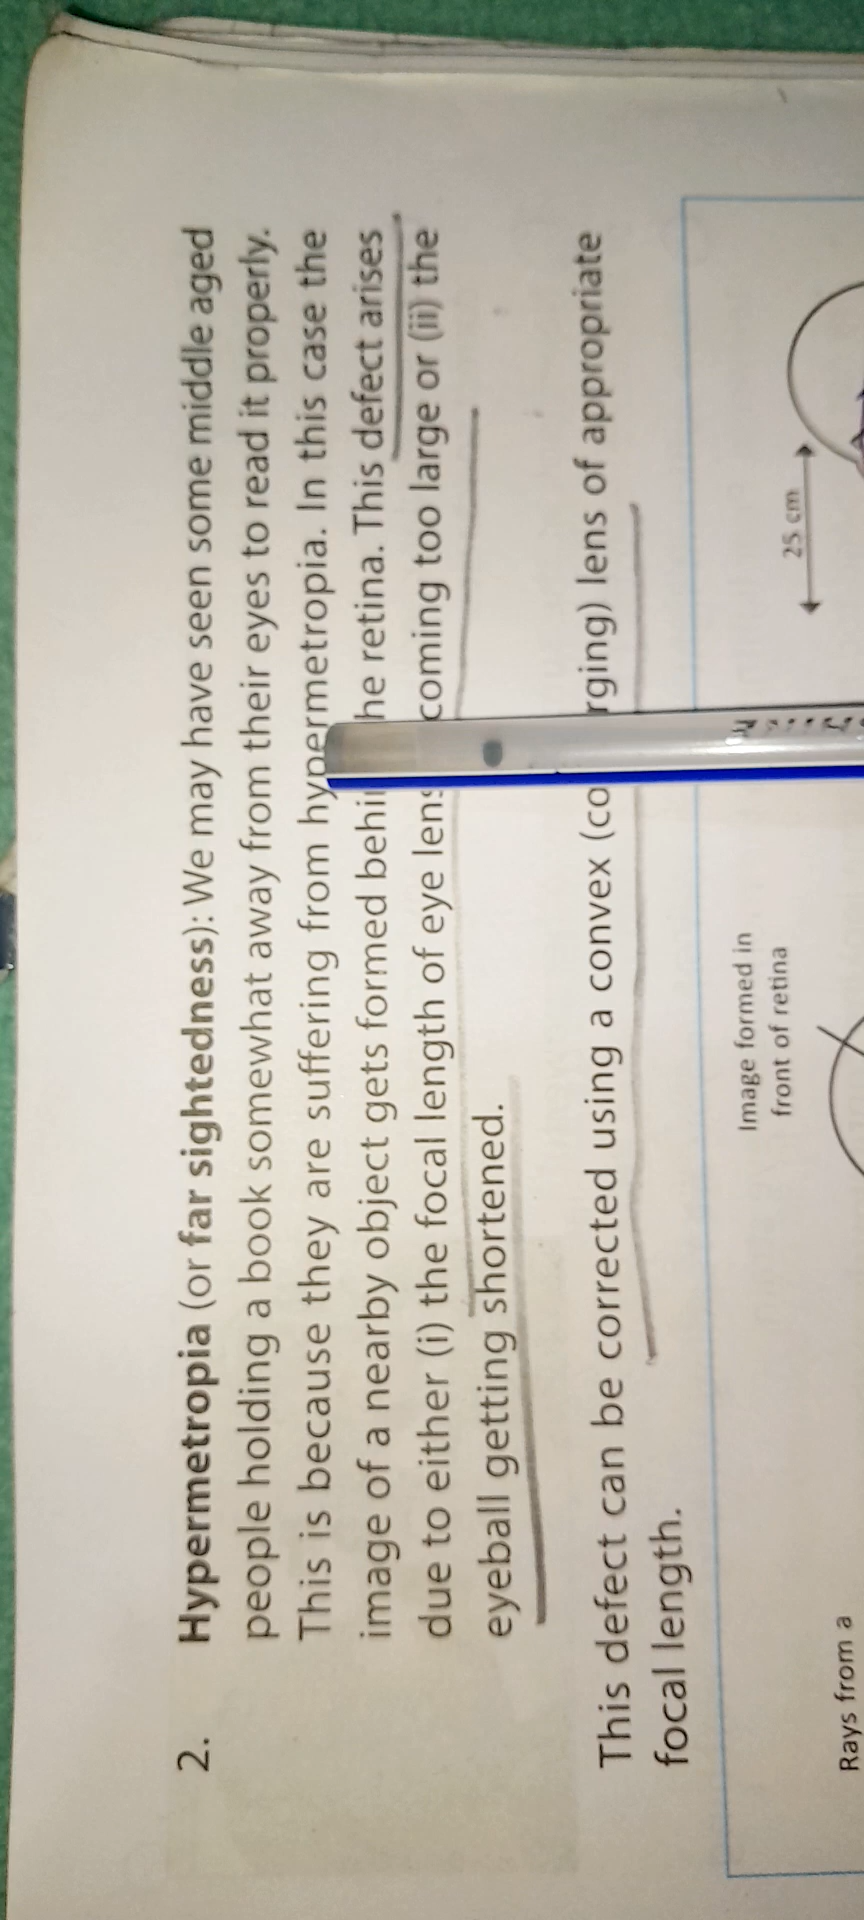 2. Hypermetropia (or far sightedness): We may have seen some middle aged
people holding a book somewhat away from their eyes to read it properly.
This is because they are suffering from hypermetropia. In this case the
image of a nearby object gets formed behi he retina. This defect arises
due to either (i) the focal length of eye lens coming too large or (ii) the
eyeball getting shortened.
This defect can be corrected using a convex (co rging) lens of appropriate
focal length.
25 cm
Image formed in
front of retina
Rays from a